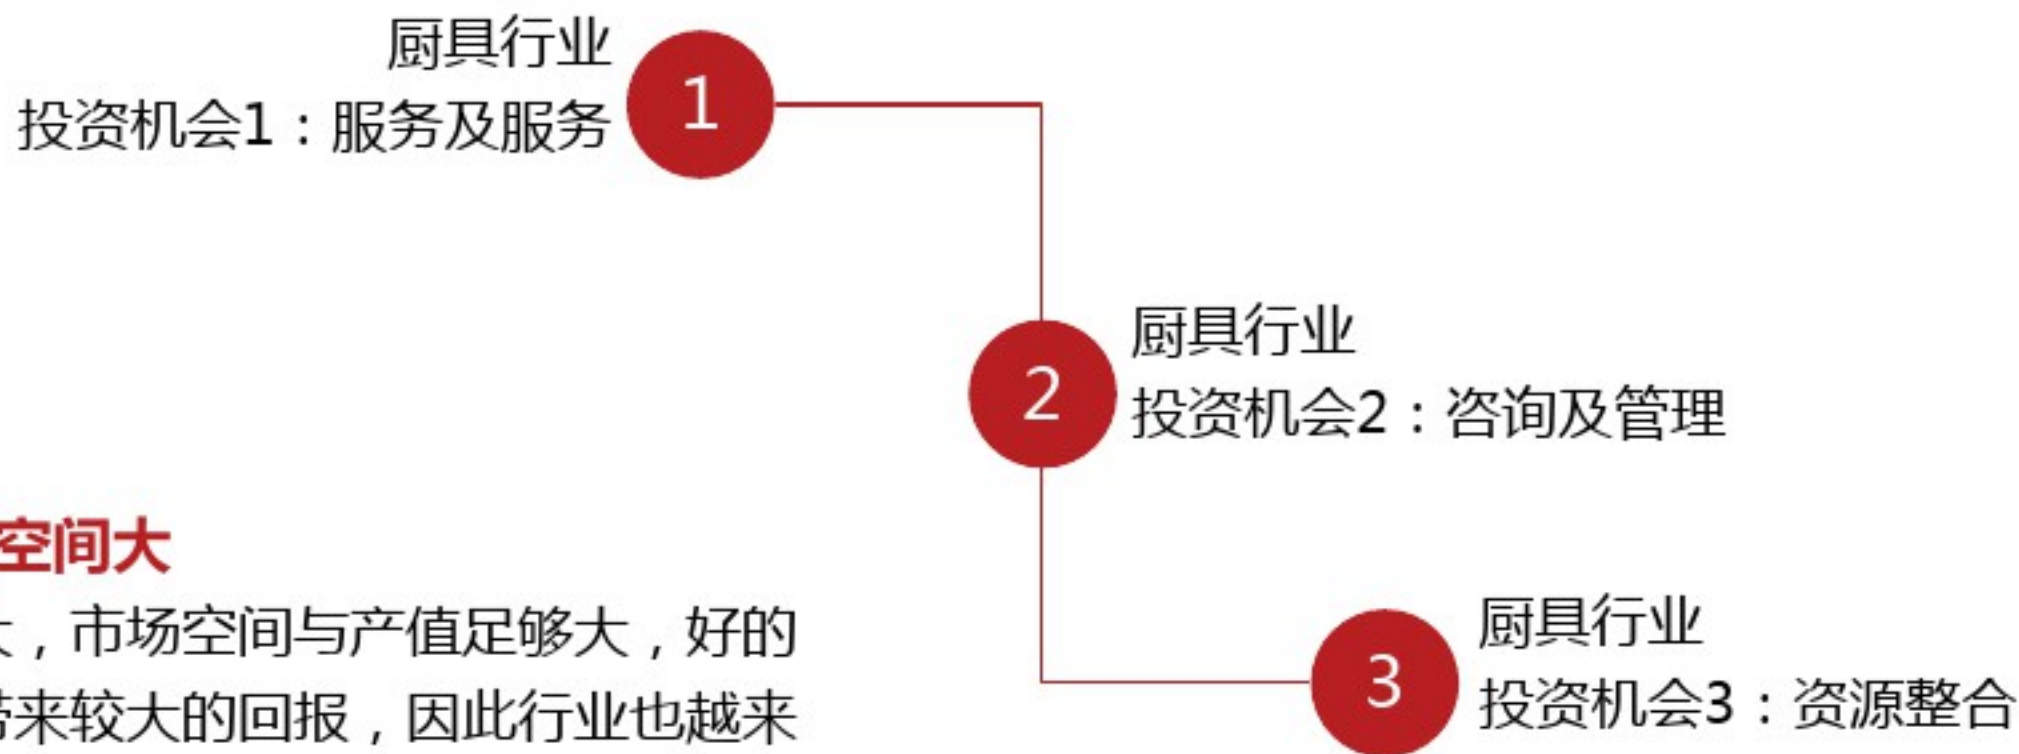 厨具行业
投资机会1：服务及服务
1
2
厨具行业
投资机会2：咨询及管理
空间大
，市场空间与产值足够大，好的
带来较大的回报，因此行业也越来
3
厨具行业
投资机会3：资源整合